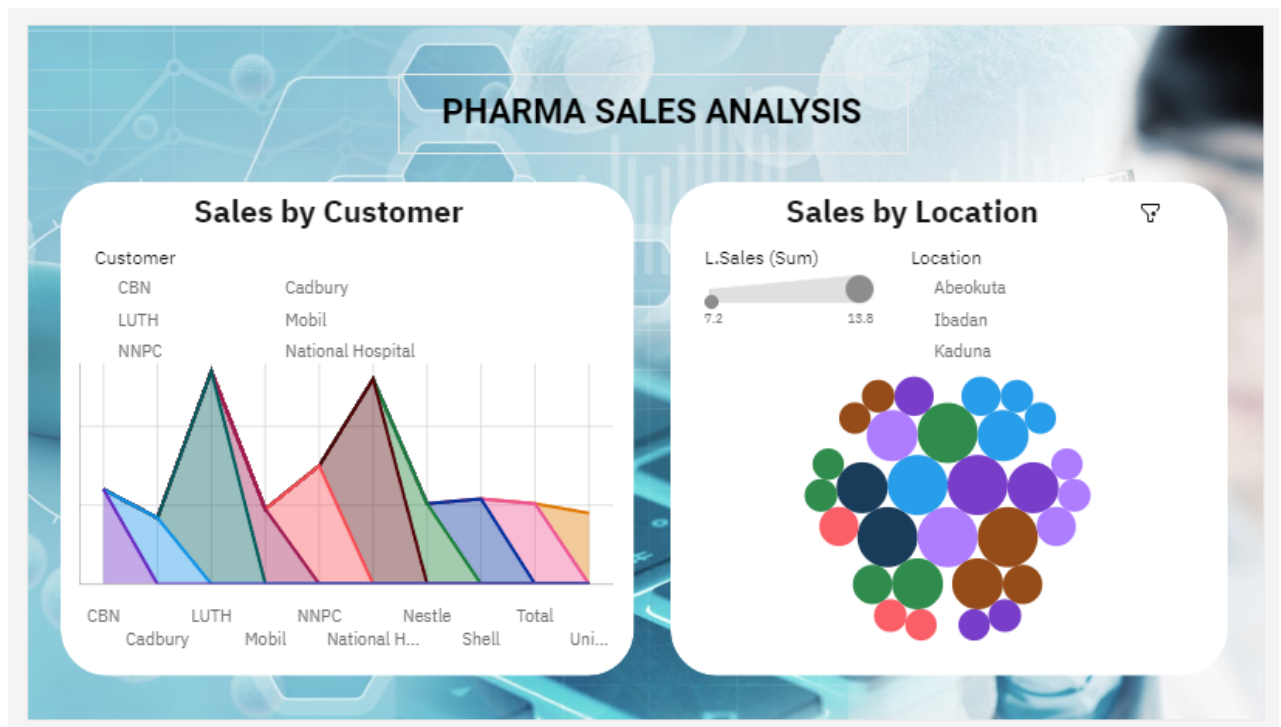 PHARMA SALES ANALYSIS
Sales by Customer
Customer
CBN Cadbury
LUTH Mobil
NNPC National Hospital
CBN LUTH NNPC Nestle Total
Cadbury Mobil National H... Shell Uni...
Sales by Location
L.Sales (Sum) Location
7.2 13.8
Abeokuta
Ibadan
Kaduna